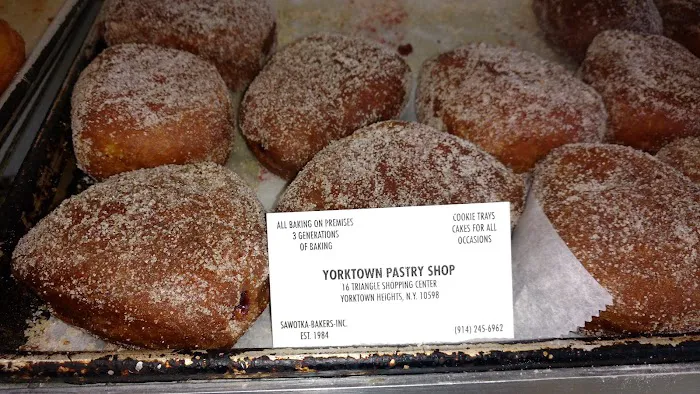 ALL BAKING ON PREMISES
3 GENERATIONS
OF BAKING
COOKIE TRAYS
CAKES FOR ALL
OCCASIONS
YORKTOWN PASTRY SHOP
16 TRIANGLE SHOPPING CENTER
YORKTOWN HEIGHTS, N.Y. 10598
SAWOTKA-BAKERS-INC.
EST. 1984
(914) 245-6962